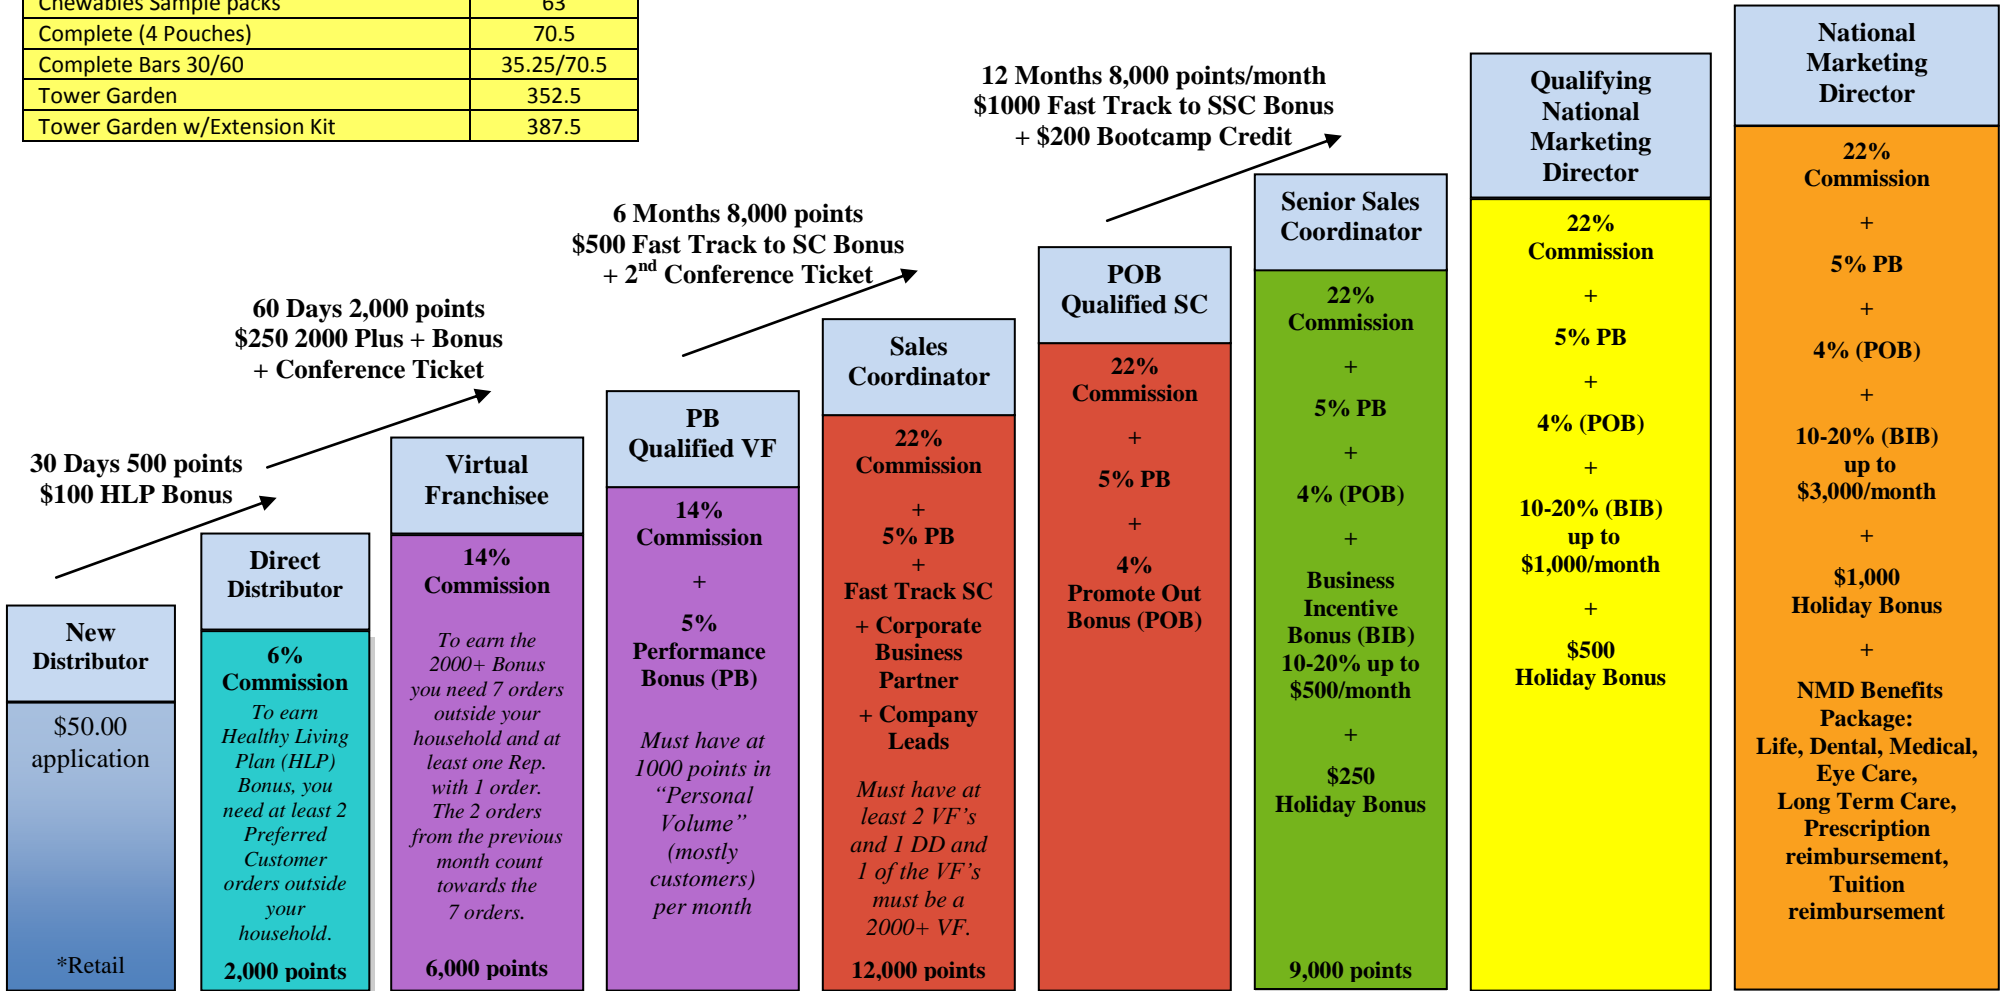 Chewables Sample packs 63
Complete (4 Pouches) 70.5
Complete Bars 30/60 35.25/70.5
Tower Garden 352.5
Tower Garden w/Extension Kit 387.5
30 Days 500 points
$100 HLP Bonus
60 Days 2,000 points
$250 2000 Plus + Bonus
+ Conference Ticket
6 Months 8,000 points
$500 Fast Track to SC Bonus
+ 2nd Conference Ticket
12 Months 8,000 points/month
$1000 Fast Track to SSC Bonus
+ $200 Bootcamp Credit
New
Distributor
$50.00
application
*Retail
Direct
Distributor
6%
Commission
To earn
Healthy Living
Plan (HLP)
Bonus, you
need at least 2
Preferred
Customer
orders outside
your
household.
2,000 points
Virtual
Franchisee
14%
Commission
To earn the
2000+ Bonus
you need 7 orders
outside your
household and at
least one Rep.
with 1 order.
The 2 orders
from the previous
month count
towards the
7 orders.
6,000 points
PB
Qualified VF
14%
Commission
+
5%
Performance
Bonus (PB)
Must have at
1000 points in
“Personal
Volume”
(mostly
customers)
per month
Sales
Coordinator
22%
Commission
+
5% PB
+
Fast Track SC
+ Corporate
Business
Partner
+ Company
Leads
Must have at
least 2 VF’s
and 1 DD and
1 of the VF’s
must be a
2000+ VF.
12,000 points
POB
Qualified SC
22%
Commission
+
5% PB
+
4%
Promote Out
Bonus (POB)
Senior Sales
Coordinator
22%
Commission
+
5% PB
+
4% (POB)
+
Business
Incentive
Bonus (BIB)
10-20% up to
$500/month
+
$250
Holiday Bonus
9,000 points
Qualifying
National
Marketing
Director
22%
Commission
+
5% PB
+
4% (POB)
+
10-20% (BIB)
up to
$1,000/month
+
$500
Holiday Bonus
National
Marketing
Director
22%
Commission
+
5% PB
+
4% (POB)
+
10-20% (BIB)
up to
$3,000/month
+
$1,000
Holiday Bonus
+
NMD Benefits
Package:
Life, Dental, Medical,
Eye Care,
Long Term Care,
Prescription
reimbursement,
Tuition
reimbursement